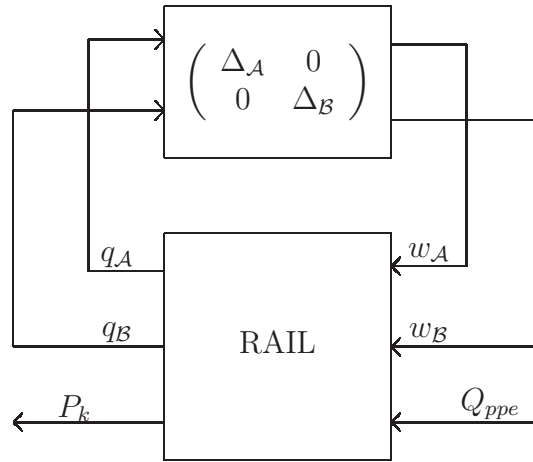 Δ_𝒜 0
0 Δ_ℬ
q_𝒜 w_𝒜
q_ℬ RAIL w_ℬ
P_k Q_ppe